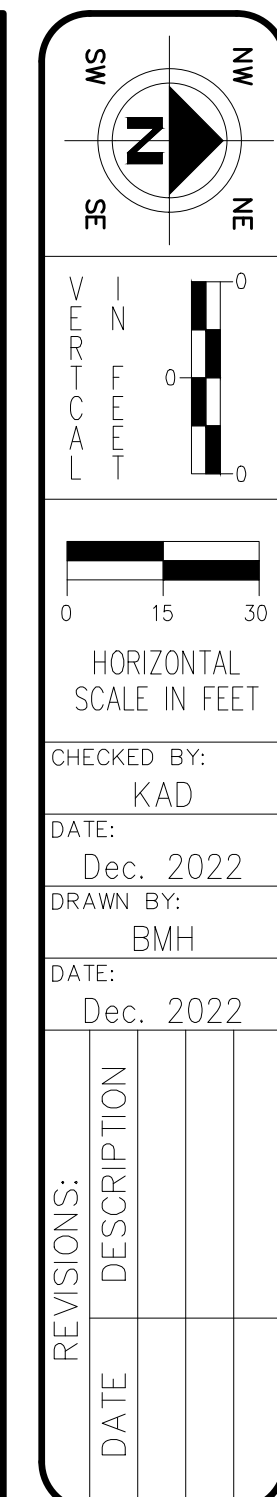 SW NW
N
SE NE
VERTCAL
IN FEET
0
0
0
0 15 30
HORIZONTAL
SCALE IN FEET
CHECKED BY:
KAD
DATE:
Dec. 2022
DRAWN BY:
BMH
DATE:
Dec. 2022
REVISIONS:
DESCRIPTION
DATE